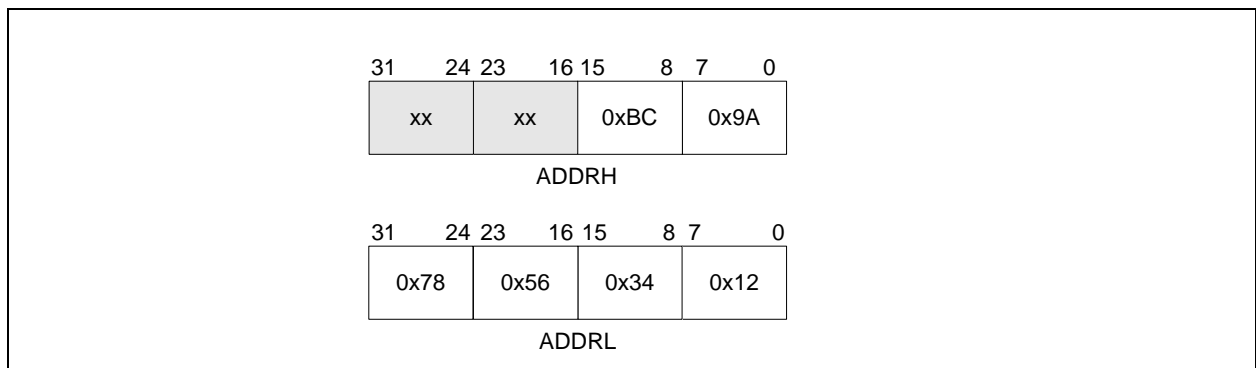 31 24 23 16 15 8 7 0
xx xx 0xBC 0x9A
ADDRH
31 24 23 16 15 8 7 0
0x78 0x56 0x34 0x12
ADDRL